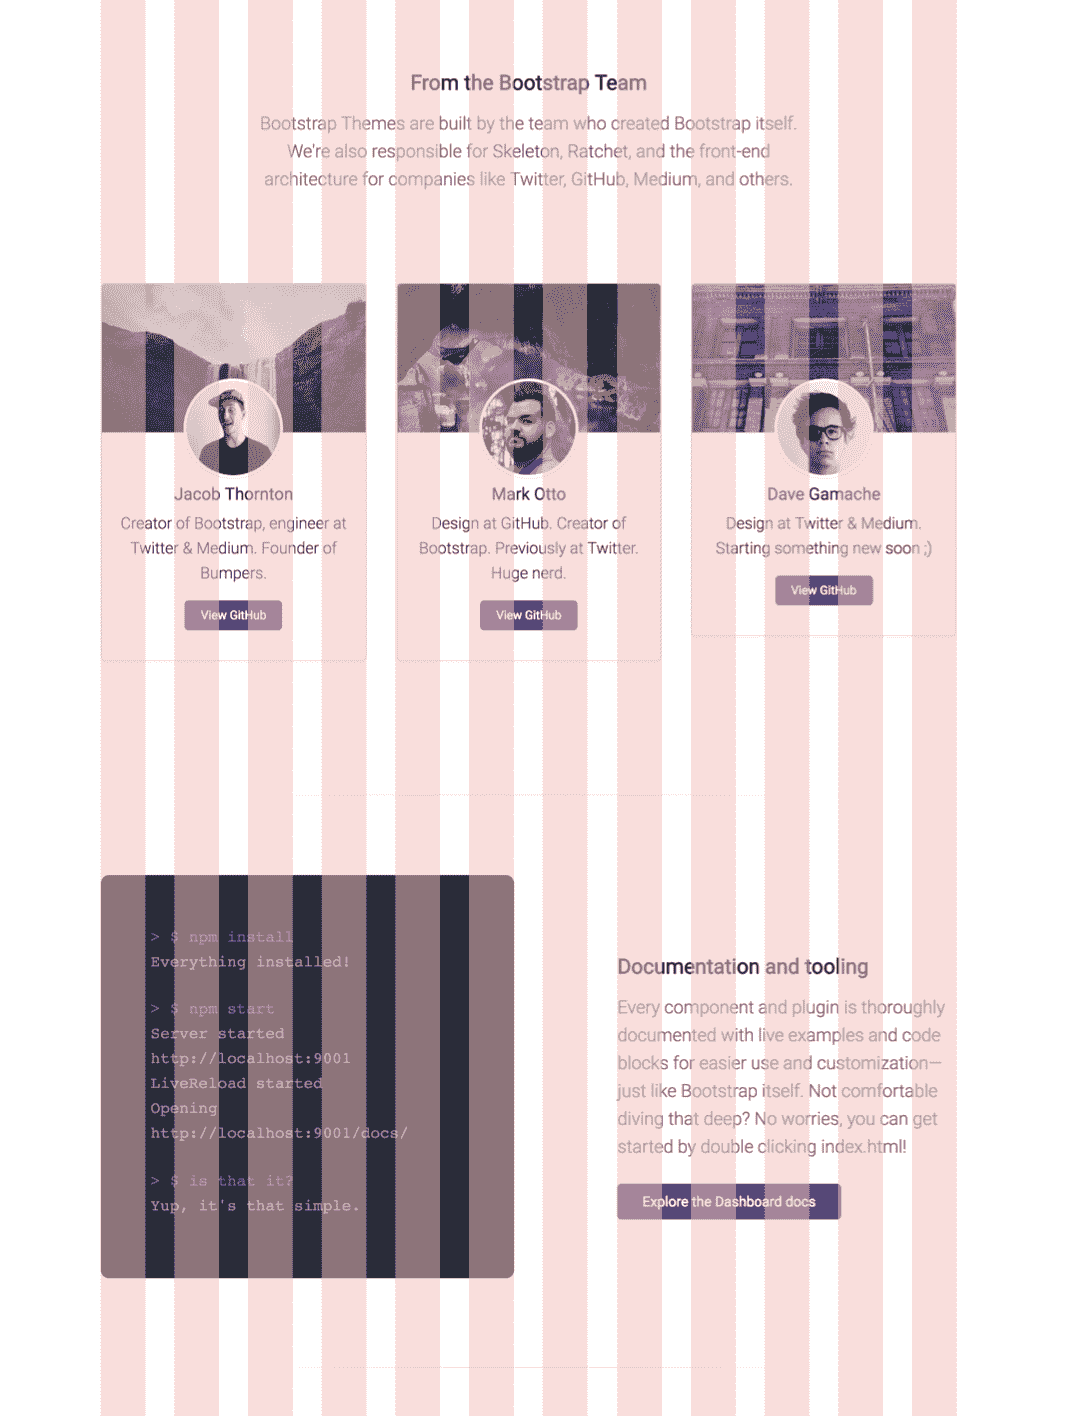 From the Bootstrap Team
Bootstrap Themes are built by the team who created Bootstrap itself.
We're also responsible for Skeleton, Ratchet, and the front-end
architecture for companies like Twitter, GitHub, Medium, and others.
Jacob Thornton
Creator of Bootstrap, engineer at
Twitter & Medium. Founder of
Bumpers.
View GitHub
Mark Otto
Design at GitHub. Creator of
Bootstrap. Previously at Twitter.
Huge nerd.
View GitHub
Dave Gamache
Design at Twitter & Medium.
Starting something new soon ;)
View GitHub
> $ npm install
Everything installed!
> $ npm start
Server started
http://localhost:9001
LiveReload started
Opening
http://localhost:9001/docs/
> $ is that it?
Yup, it's that simple.
Documentation and tooling
Every component and plugin is thoroughly
documented with live examples and code
blocks for easier use and customization—
just like Bootstrap itself. Not comfortable
diving that deep? No worries, you can get
started by double clicking index.html!
Explore the Dashboard docs